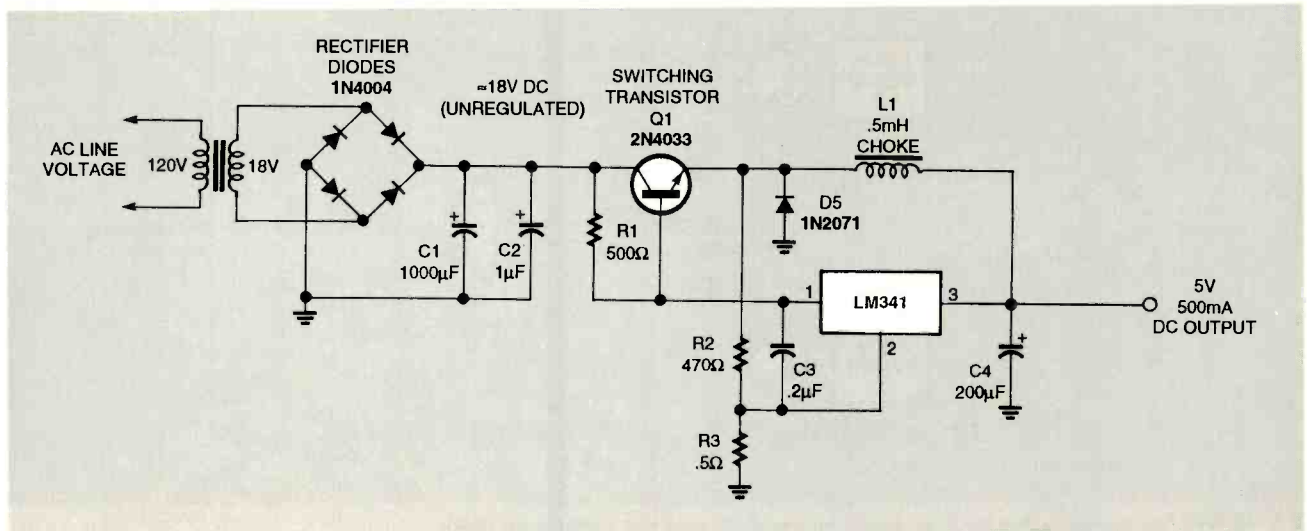 RECTIFIER
DIODES
1N4004
≈18V DC
(UNREGULATED)
SWITCHING
TRANSISTOR
Q1
2N4033
L1
.5mH
CHOKE
AC LINE
VOLTAGE
120V
18V
C1
1000µF
C2
1µF
R1
500Ω
D5
1N2071
1
LM341
3
2
5V
500mA
DC OUTPUT
R2
470Ω
C3
.2µF
C4
200µF
R3
.5Ω